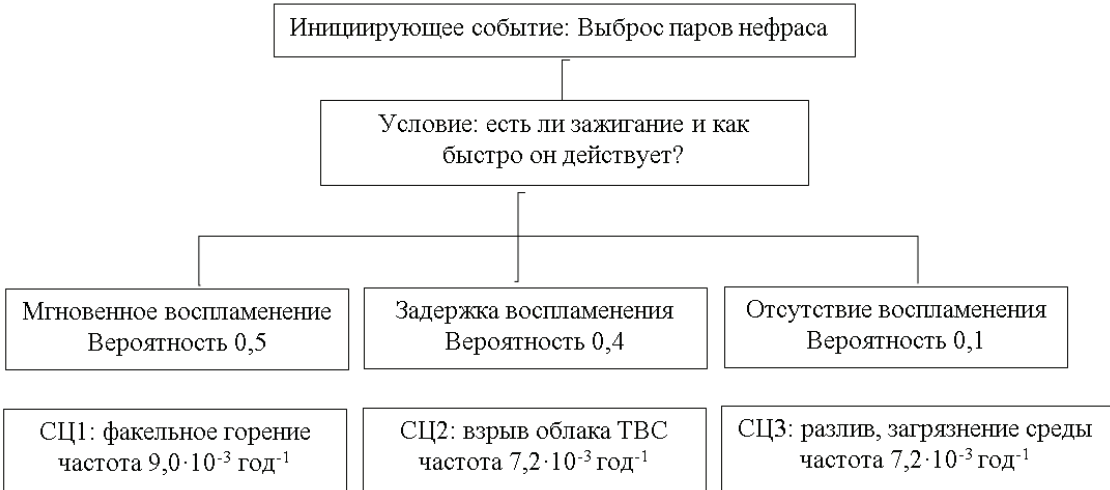 Инициирующее событие: Выброс паров нефраса
Условие: есть ли зажигание и как
быстро он действует?
Мгновенное воспламенение
Вероятность 0,5
Задержка воспламенения
Вероятность 0,4
Отсутствие воспламенения
Вероятность 0,1
СЦ1: факельное горение
частота 9,0·10⁻³ год⁻¹
СЦ2: взрыв облака ТВС
частота 7,2·10⁻³ год⁻¹
СЦ3: разлив, загрязнение среды
частота 7,2·10⁻³ год⁻¹